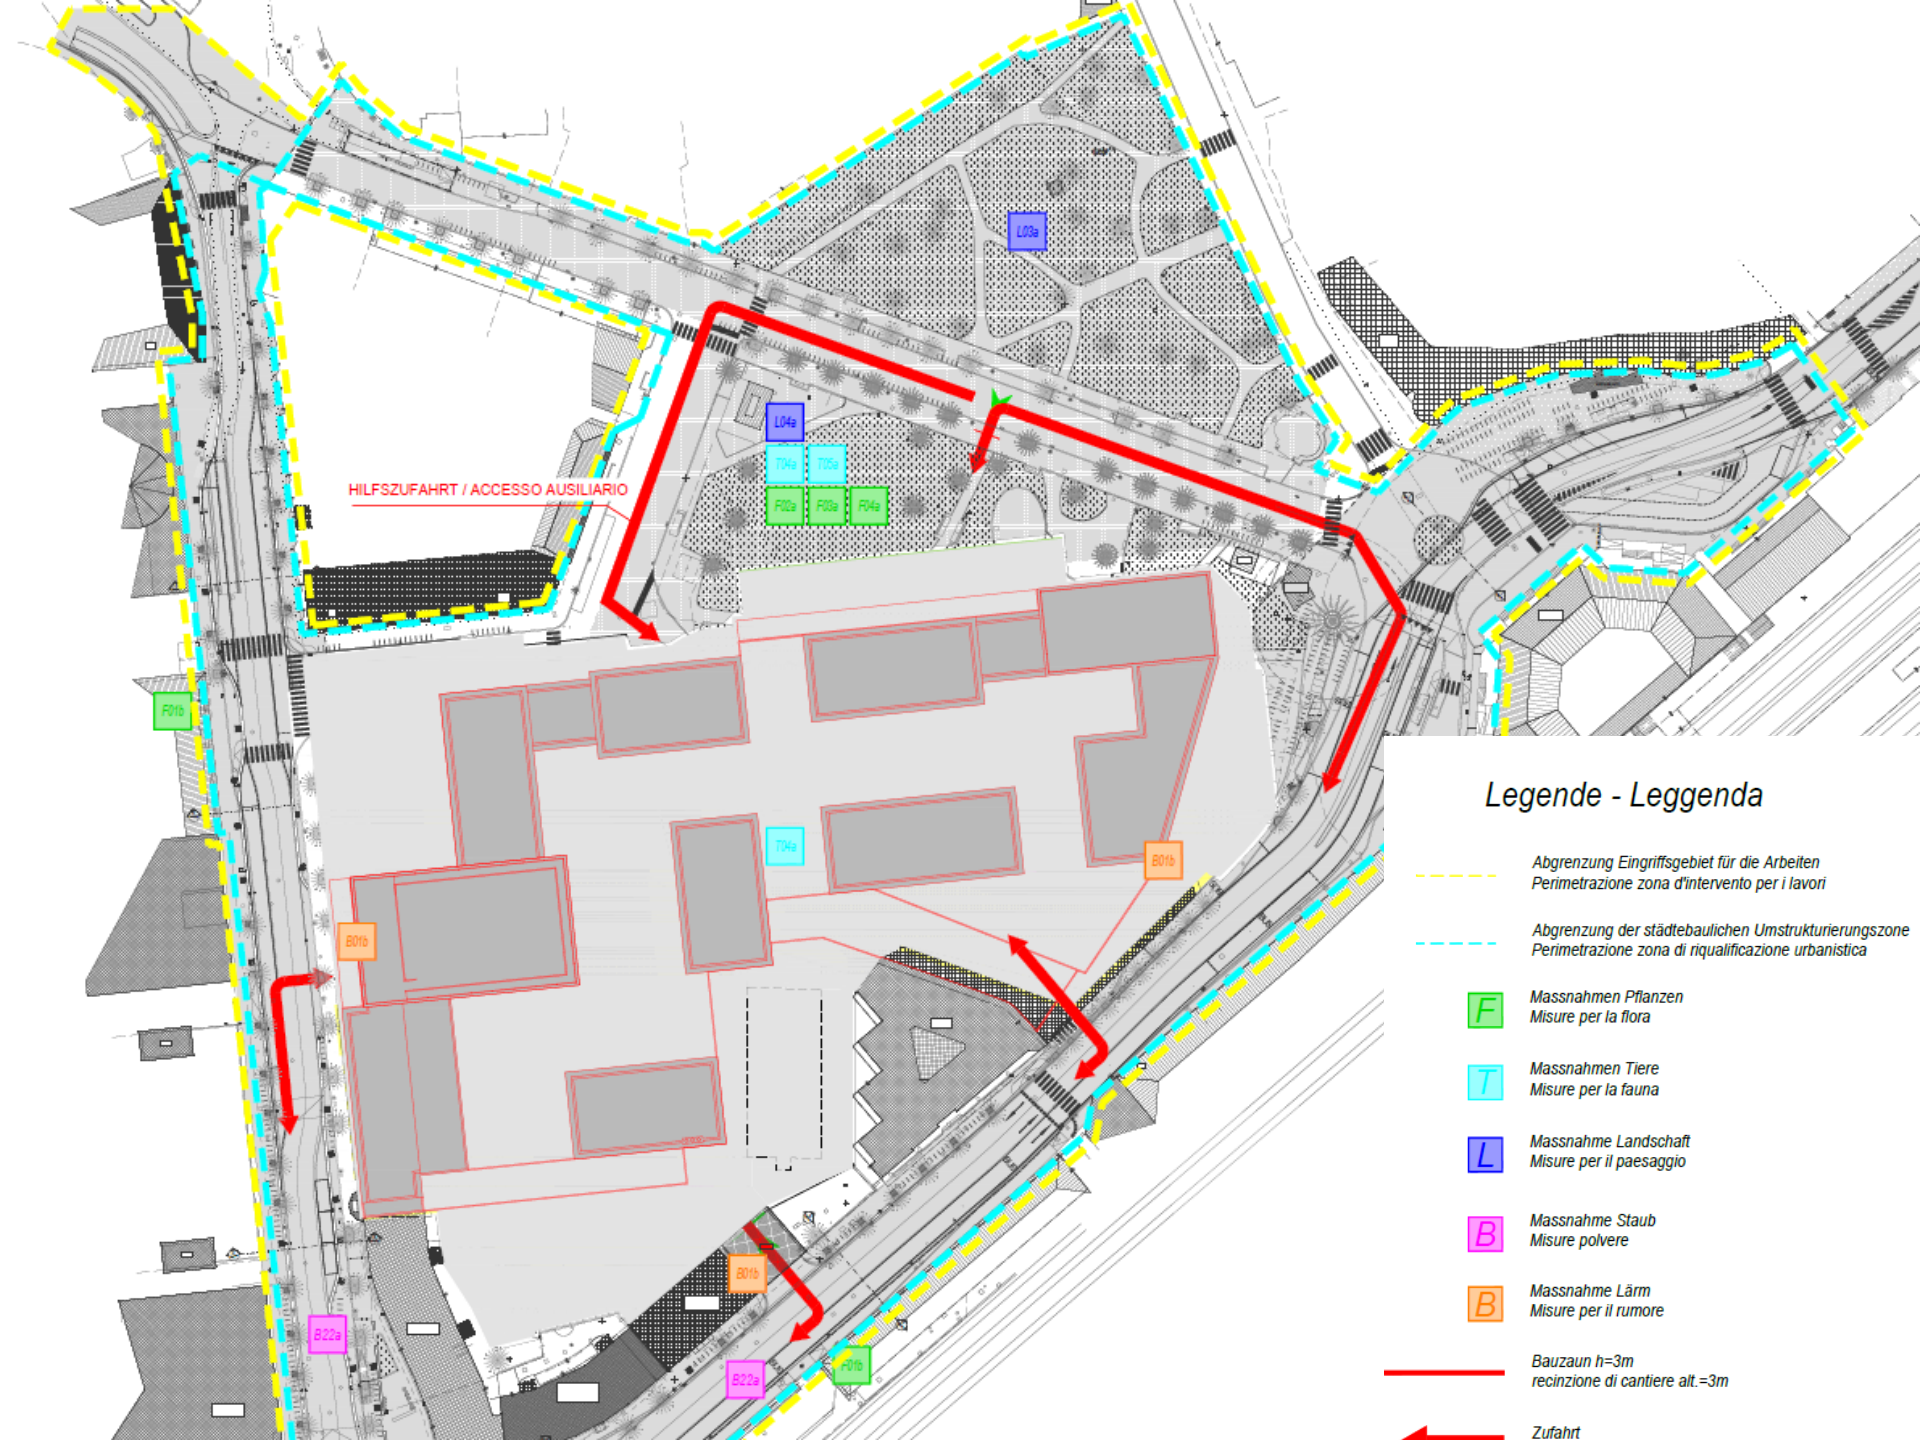 L03a
L04a
T04a T05a
F02a F03a F04a
HILFSZUFAHRT / ACCESSO AUSILIARIO
F01b
T04a
B01b
B01b
B01b
B22a
B22a
F01b
Legende - Leggenda
Abgrenzung Eingriffsgebiet für die Arbeiten
Perimetrazione zona d'intervento per i lavori
Abgrenzung der städtebaulichen Umstrukturierungszone
Perimetrazione zona di riqualificazione urbanistica
F
Massnahmen Pflanzen
Misure per la flora
T
Massnahmen Tiere
Misure per la fauna
L
Massnahme Landschaft
Misure per il paesaggio
B
Massnahme Staub
Misure polvere
B
Massnahme Lärm
Misure per il rumore
Bauzaun h=3m
recinzione di cantiere alt.=3m
Zufahrt